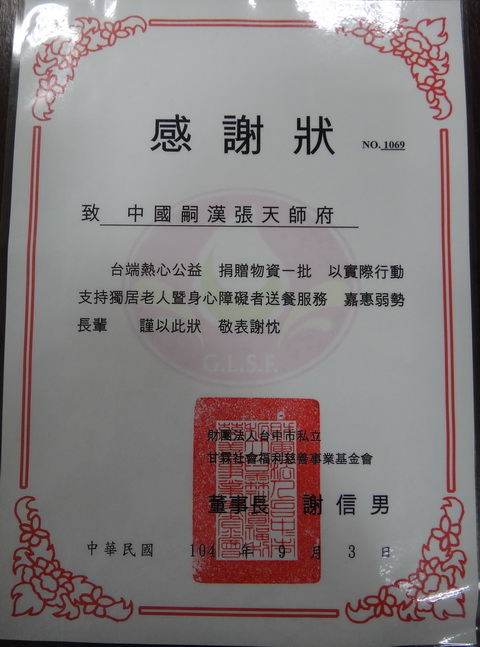 感謝狀
NO. 1069
致 中國嗣漢張天師府
台端熱心公益 捐贈物資一批 以實際行動
支持獨居老人暨身心障礙者送餐服務 嘉惠弱勢
長輩 謹以此狀 敬表謝忱
G.L.S.F.
財團法人台中市私立
甘霖社會福利慈善事業基金會
董事長 謝信男
中華民國 104 年 9 月 3 日